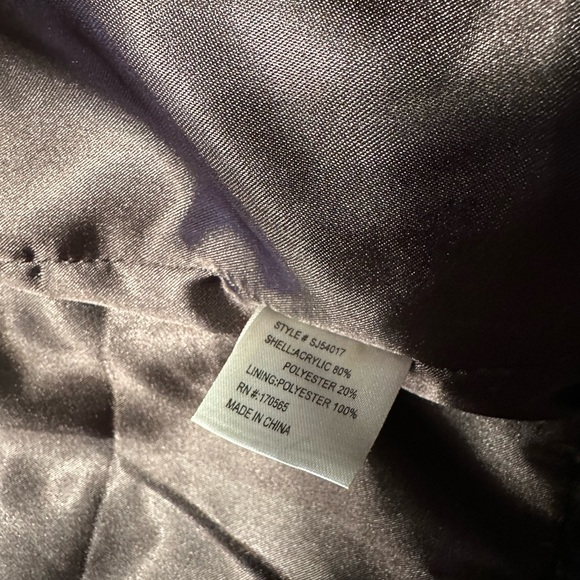 STYLE # SJ54017
SHELL:ACRYLIC 80%
POLYESTER 20%
LINING:POLYESTER 100%
RN #:170565
MADE IN CHINA